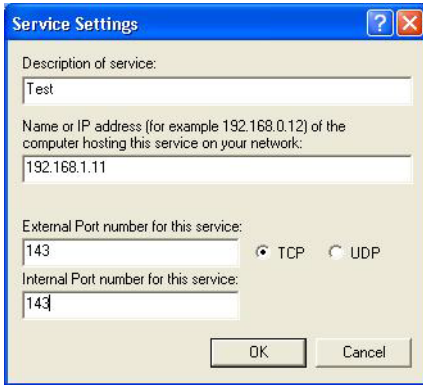 Service Settings
?
Description of service:
Test
Name or IP address (for example 192.168.0.12) of the
computer hosting this service on your network:
192.168.1.11
External Port number for this service:
143
TCP
UDP
Internal Port number for this service:
143
OK
Cancel